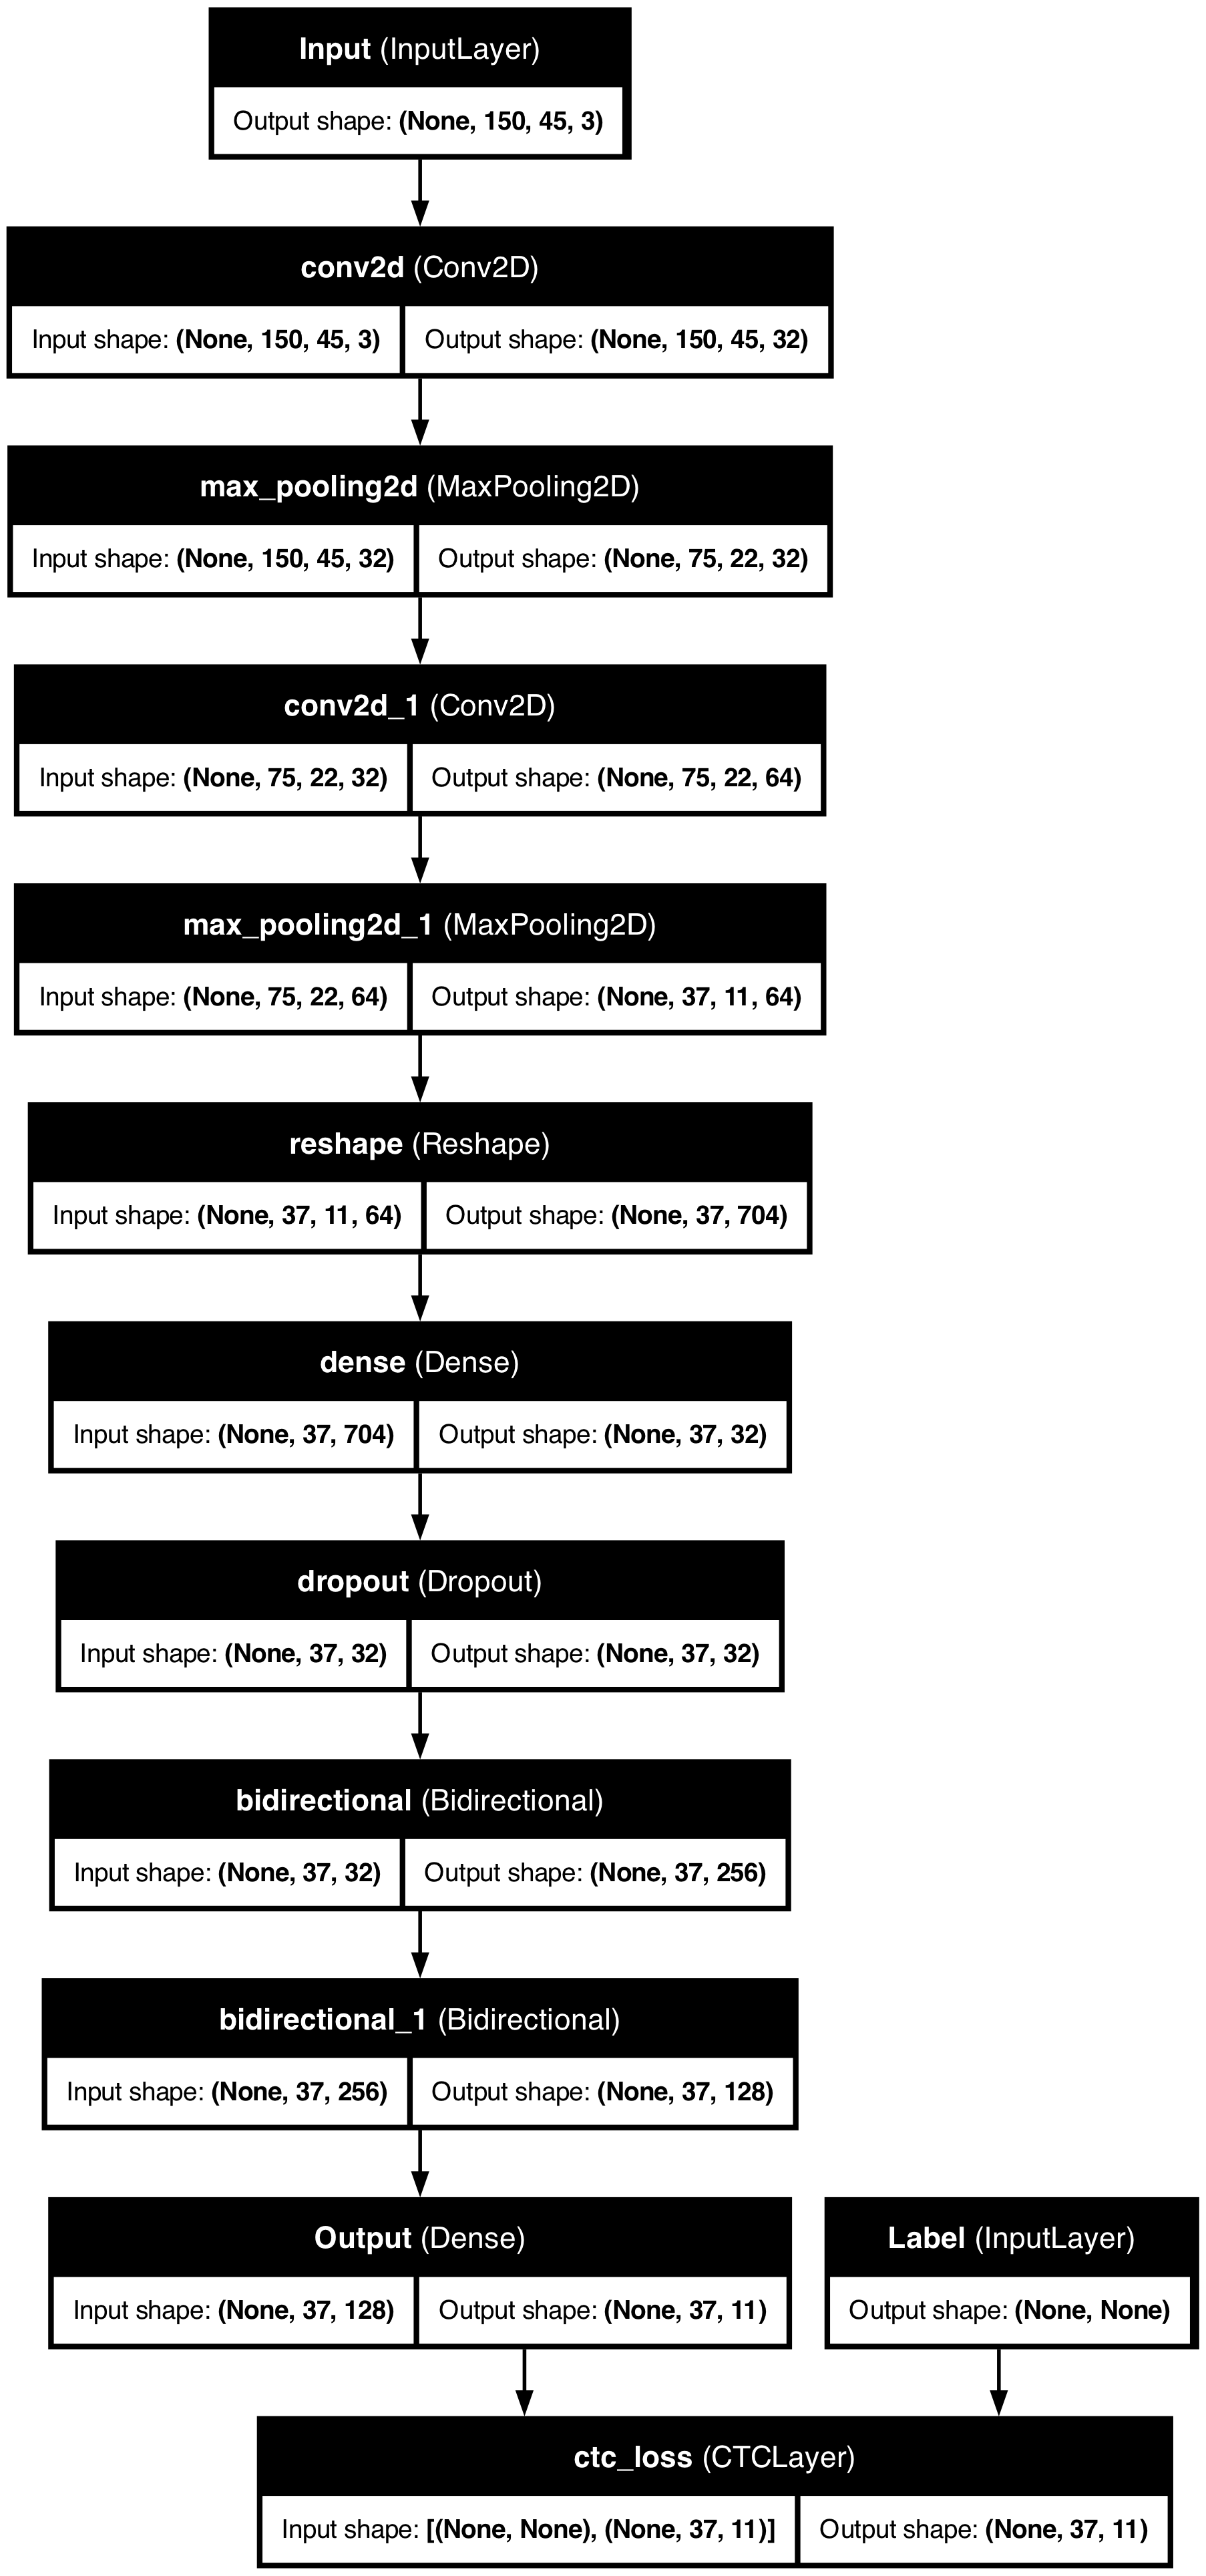 Input (InputLayer)
Output shape: (None, 150, 45, 3)
conv2d (Conv2D)
Input shape: (None, 150, 45, 3) Output shape: (None, 150, 45, 32)
max_pooling2d (MaxPooling2D)
Input shape: (None, 150, 45, 32) Output shape: (None, 75, 22, 32)
conv2d_1 (Conv2D)
Input shape: (None, 75, 22, 32) Output shape: (None, 75, 22, 64)
max_pooling2d_1 (MaxPooling2D)
Input shape: (None, 75, 22, 64) Output shape: (None, 37, 11, 64)
reshape (Reshape)
Input shape: (None, 37, 11, 64) Output shape: (None, 37, 704)
dense (Dense)
Input shape: (None, 37, 704) Output shape: (None, 37, 32)
dropout (Dropout)
Input shape: (None, 37, 32) Output shape: (None, 37, 32)
bidirectional (Bidirectional)
Input shape: (None, 37, 32) Output shape: (None, 37, 256)
bidirectional_1 (Bidirectional)
Input shape: (None, 37, 256) Output shape: (None, 37, 128)
Output (Dense) Label (InputLayer)
Input shape: (None, 37, 128) Output shape: (None, 37, 11) Output shape: (None, None)
ctc_loss (CTCLayer)
Input shape: [(None, None), (None, 37, 11)] Output shape: (None, 37, 11)